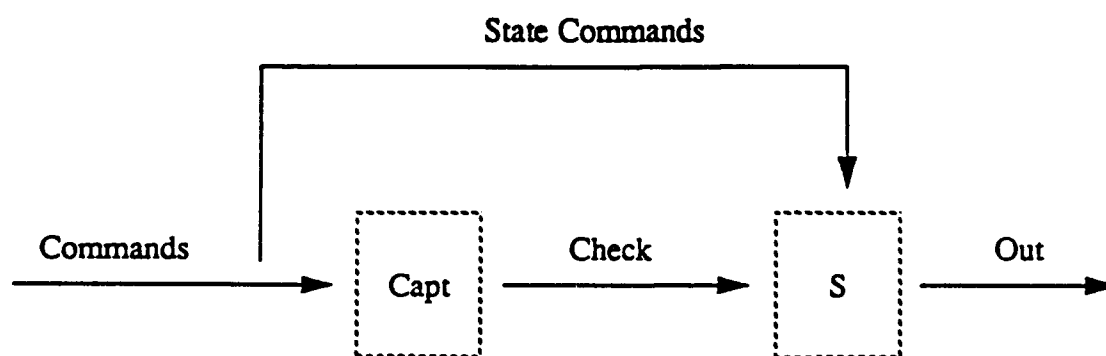 State Commands
Commands
Capt
Check
S
Out